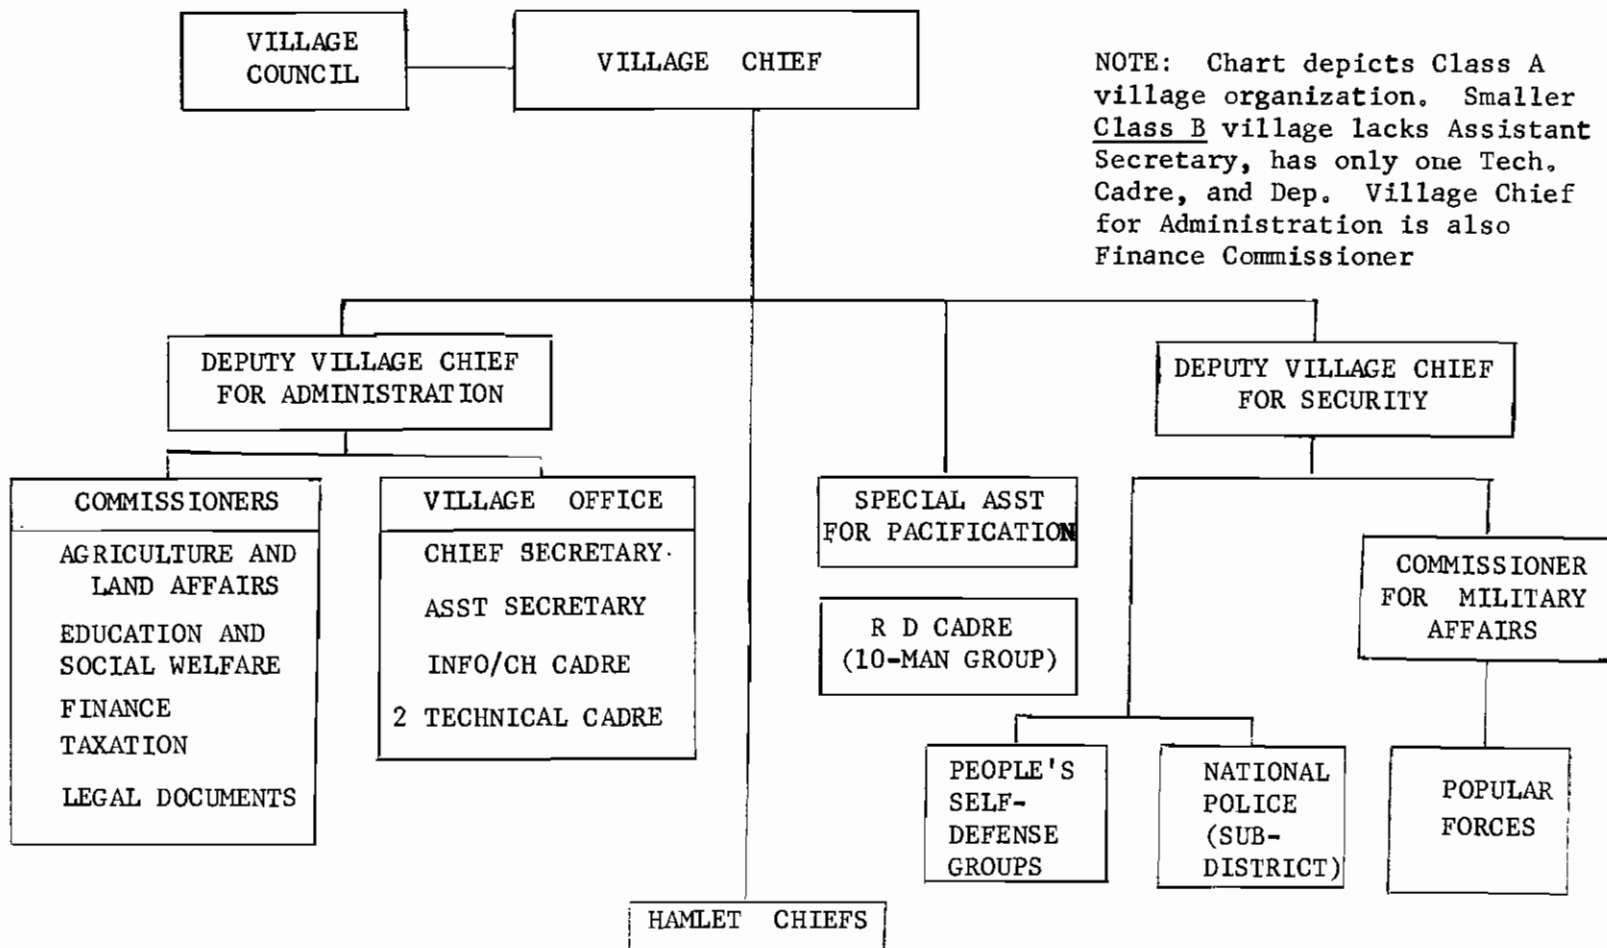 VILLAGE
COUNCIL
VILLAGE CHIEF
NOTE: Chart depicts Class A
village organization. Smaller
Class B village lacks Assistant
Secretary, has only one Tech.
Cadre, and Dep. Village Chief
for Administration is also
Finance Commissioner
DEPUTY VILLAGE CHIEF
FOR ADMINISTRATION
DEPUTY VILLAGE CHIEF
FOR SECURITY
COMMISSIONERS
AGRICULTURE AND
LAND AFFAIRS
EDUCATION AND
SOCIAL WELFARE
FINANCE
TAXATION
LEGAL DOCUMENTS
VILLAGE OFFICE
CHIEF SECRETARY
ASST SECRETARY
INFO/CH CADRE
2 TECHNICAL CADRE
SPECIAL ASST
FOR PACIFICATION
R D CADRE
(10-MAN GROUP)
COMMISSIONER
FOR MILITARY
AFFAIRS
PEOPLE'S
SELF-
DEFENSE
GROUPS
NATIONAL
POLICE
(SUB-
DISTRICT)
POPULAR
FORCES
HAMLET CHIEFS